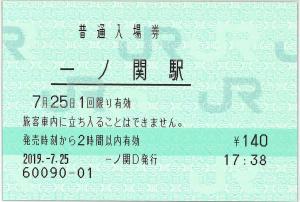 普通入場券
一ノ関駅
7月25日1回限り有効
旅客車内に立ち入ることはできません。
発売時刻から2時間以内有効 ¥140
2019.-7.25 一ノ関D発行 17:38
60090-01